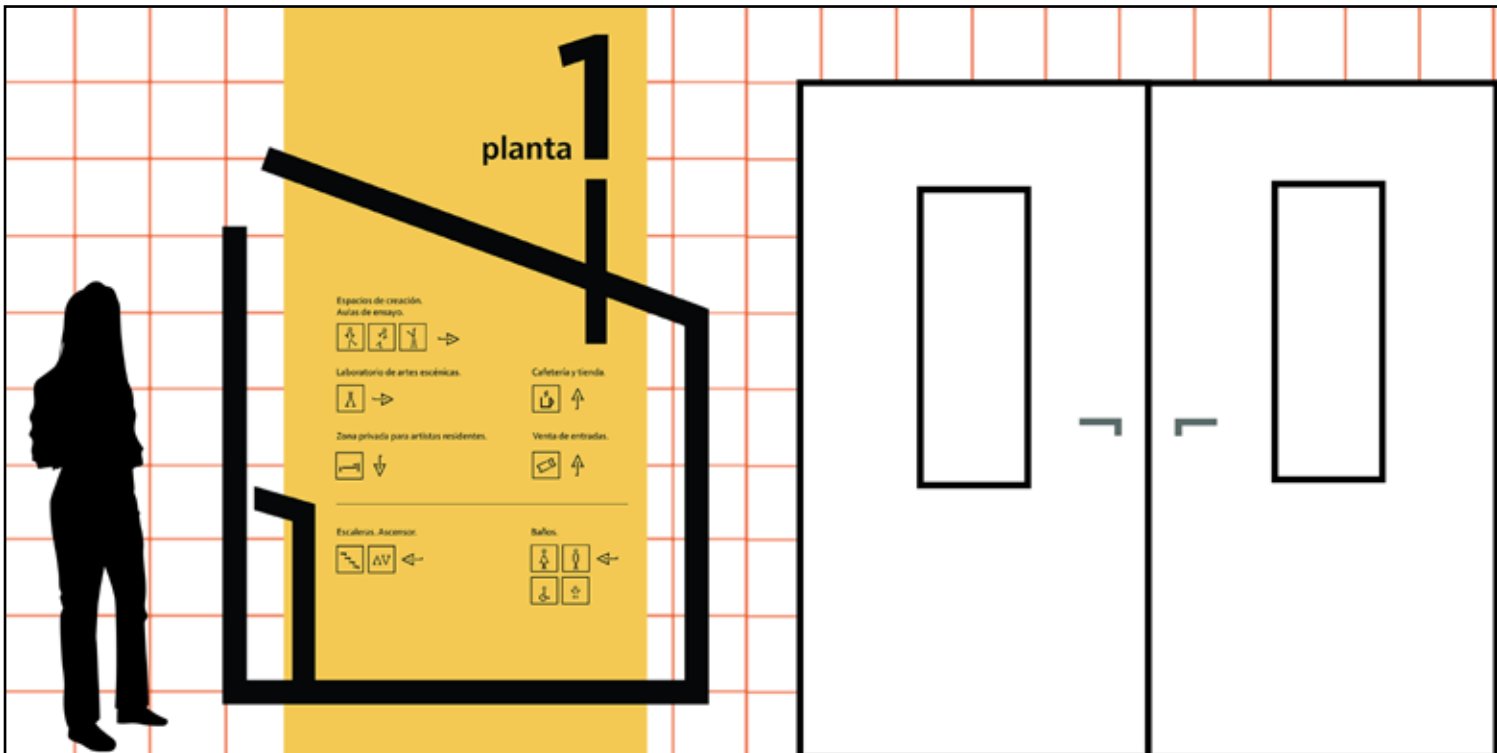 planta 1
Espacios de creación.
Aulas de ensayo.
Laboratorio de artes escénicas.
Cafetería y tienda.
Zona privada para artistas residentes.
Venta de entradas.
Escaleras. Ascensor.
Baños.